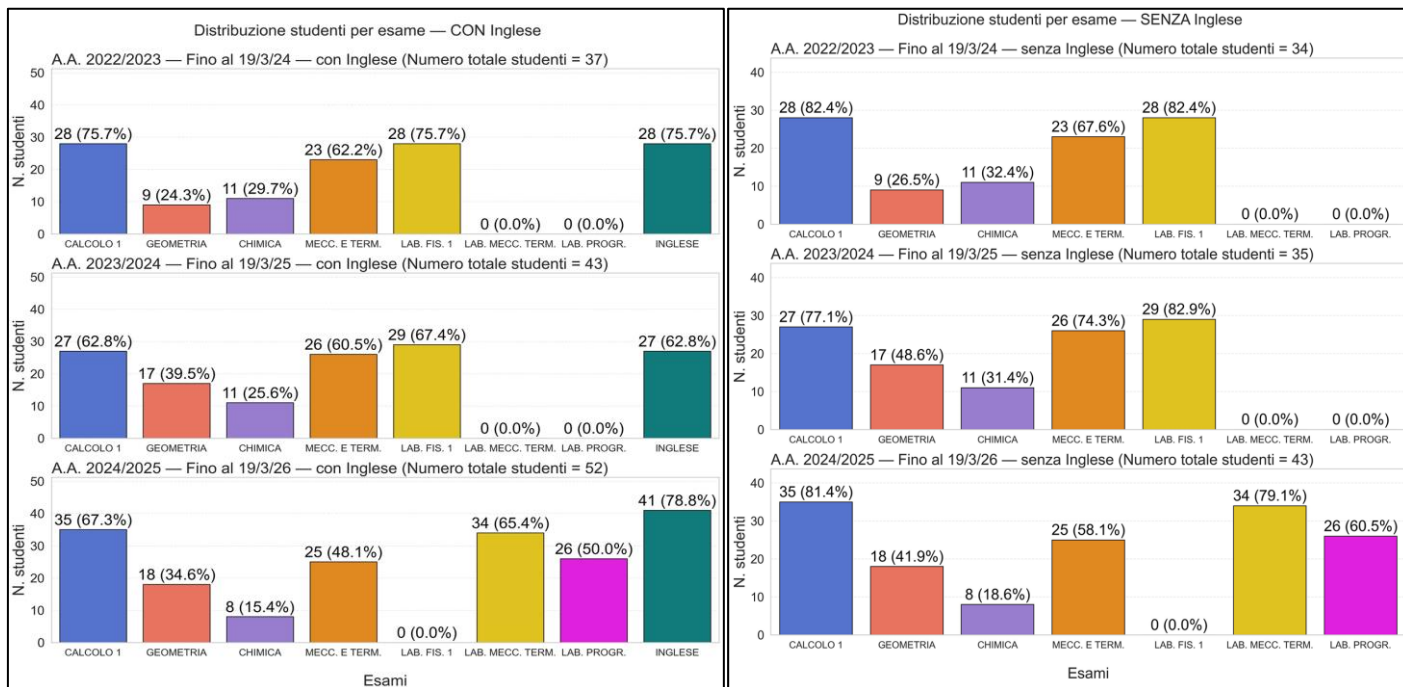 Distribuzione studenti per esame — CON Inglese
A.A. 2022/2023 — Fino al 19/3/24 — con Inglese (Numero totale studenti = 37)
N. studenti
50
40
30
20
10
0
28 (75.7%)
9 (24.3%)
11 (29.7%)
23 (62.2%)
28 (75.7%)
0 (0.0%)
0 (0.0%)
28 (75.7%)
CALCOLO 1
GEOMETRIA
CHIMICA
MECC. E TERM.
LAB. FIS. 1
LAB. MECC. TERM.
LAB. PROGR.
INGLESE
A.A. 2023/2024 — Fino al 19/3/25 — con Inglese (Numero totale studenti = 43)
N. studenti
50
40
30
20
10
0
27 (62.8%)
17 (39.5%)
11 (25.6%)
26 (60.5%)
29 (67.4%)
0 (0.0%)
0 (0.0%)
27 (62.8%)
CALCOLO 1
GEOMETRIA
CHIMICA
MECC. E TERM.
LAB. FIS. 1
LAB. MECC. TERM.
LAB. PROGR.
INGLESE
A.A. 2024/2025 — Fino al 19/3/26 — con Inglese (Numero totale studenti = 52)
N. studenti
50
40
30
20
10
0
35 (67.3%)
18 (34.6%)
8 (15.4%)
25 (48.1%)
0 (0.0%)
34 (65.4%)
26 (50.0%)
41 (78.8%)
CALCOLO 1
GEOMETRIA
CHIMICA
MECC. E TERM.
LAB. FIS. 1
LAB. MECC. TERM.
LAB. PROGR.
INGLESE
Esami
Distribuzione studenti per esame — SENZA Inglese
A.A. 2022/2023 — Fino al 19/3/24 — senza Inglese (Numero totale studenti = 34)
N. studenti
40
30
20
10
0
28 (82.4%)
9 (26.5%)
11 (32.4%)
23 (67.6%)
28 (82.4%)
0 (0.0%)
0 (0.0%)
CALCOLO 1
GEOMETRIA
CHIMICA
MECC. E TERM.
LAB. FIS. 1
LAB. MECC. TERM.
LAB. PROGR.
A.A. 2023/2024 — Fino al 19/3/25 — senza Inglese (Numero totale studenti = 35)
N. studenti
40
30
20
10
0
27 (77.1%)
17 (48.6%)
11 (31.4%)
26 (74.3%)
29 (82.9%)
0 (0.0%)
0 (0.0%)
CALCOLO 1
GEOMETRIA
CHIMICA
MECC. E TERM.
LAB. FIS. 1
LAB. MECC. TERM.
LAB. PROGR.
A.A. 2024/2025 — Fino al 19/3/26 — senza Inglese (Numero totale studenti = 43)
N. studenti
40
30
20
10
0
35 (81.4%)
18 (41.9%)
8 (18.6%)
25 (58.1%)
0 (0.0%)
34 (79.1%)
26 (60.5%)
CALCOLO 1
GEOMETRIA
CHIMICA
MECC. E TERM.
LAB. FIS. 1
LAB. MECC. TERM.
LAB. PROGR.
Esami